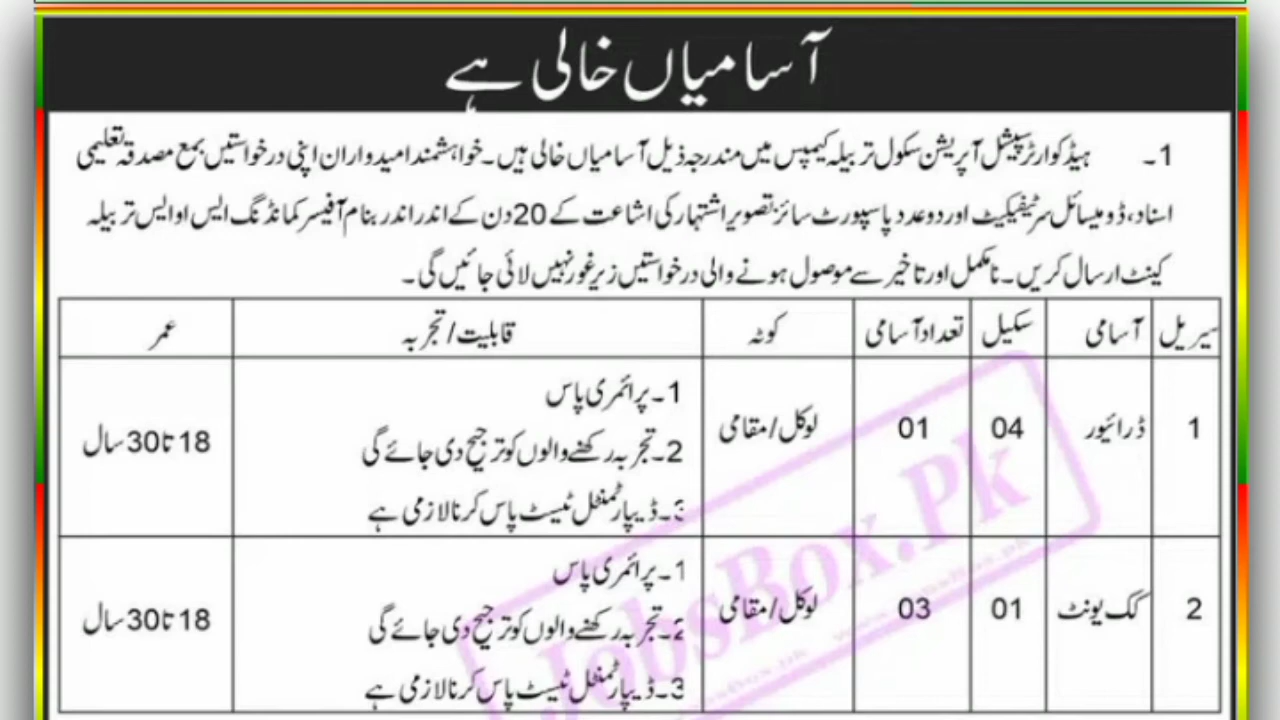 آسامیاں خالی ہے
1۔ ہیڈکوارٹر سپیشل آپریشن سکول تربیلہ کیمپس میں مندرجہ ذیل آسامیاں خالی ہیں۔ خواہشمند امیدواران اپنی درخواستیں بمع مصدقہ تعلیمی
اسناد، ڈومیسائل سرٹیفکیٹ اور دو عدد پاسپورٹ سائز تصویر اشتہار کی اشاعت کے 20 دن کے اندر اندر بنام آفیسر کمانڈنگ ایس او ایس تربیلہ
کینٹ ارسال کریں۔ نامکمل اور تاخیر سے موصول ہونے والی درخواستیں زیر غور نہیں لائی جائیں گی۔
سیریل آسامی سکیل تعداد آسامی کوٹہ قابلیت/تجربہ عمر
1 ڈرائیور 04 01 لوکل/مقامی 18 تا 30 سال
1۔ پرائمری پاس
2۔ تجربہ رکھنے والوں کو ترجیح دی جائے گی
3۔ ڈیپارٹمنٹل ٹیسٹ پاس کرنا لازمی ہے
2 کک یونٹ 01 03 لوکل/مقامی 18 تا 30 سال
1۔ پرائمری پاس
2۔ تجربہ رکھنے والوں کو ترجیح دی جائے گی
3۔ ڈیپارٹمنٹل ٹیسٹ پاس کرنا لازمی ہے
JobsBox.Pk